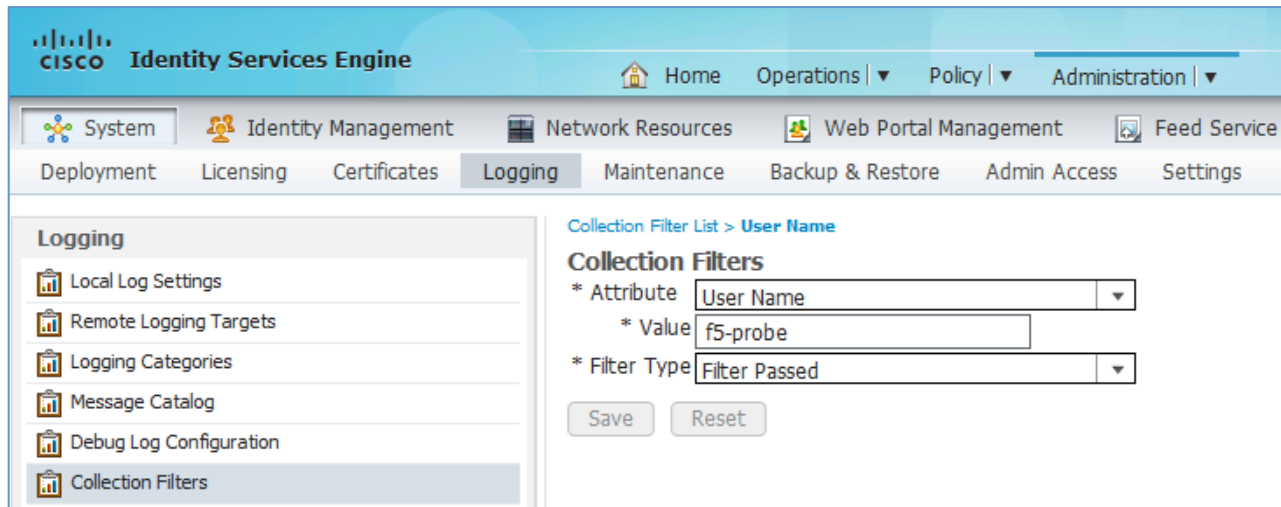 CISCO Identity Services Engine
Home Operations | ▼ Policy | ▼ Administration | ▼
System Identity Management Network Resources Web Portal Management Feed Service
Deployment Licensing Certificates Logging Maintenance Backup & Restore Admin Access Settings
Logging
Local Log Settings
Remote Logging Targets
Logging Categories
Message Catalog
Debug Log Configuration
Collection Filters
Collection Filter List > User Name
Collection Filters
* Attribute User Name
* Value f5-probe
* Filter Type Filter Passed
Save Reset